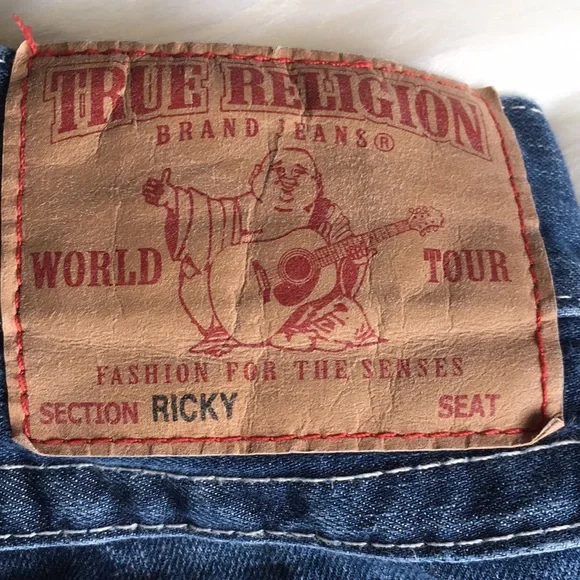 TRUE RELIGION
BRAND JEANS®
WORLD TOUR
FASHION FOR THE SENSES
SECTION RICKY SEAT